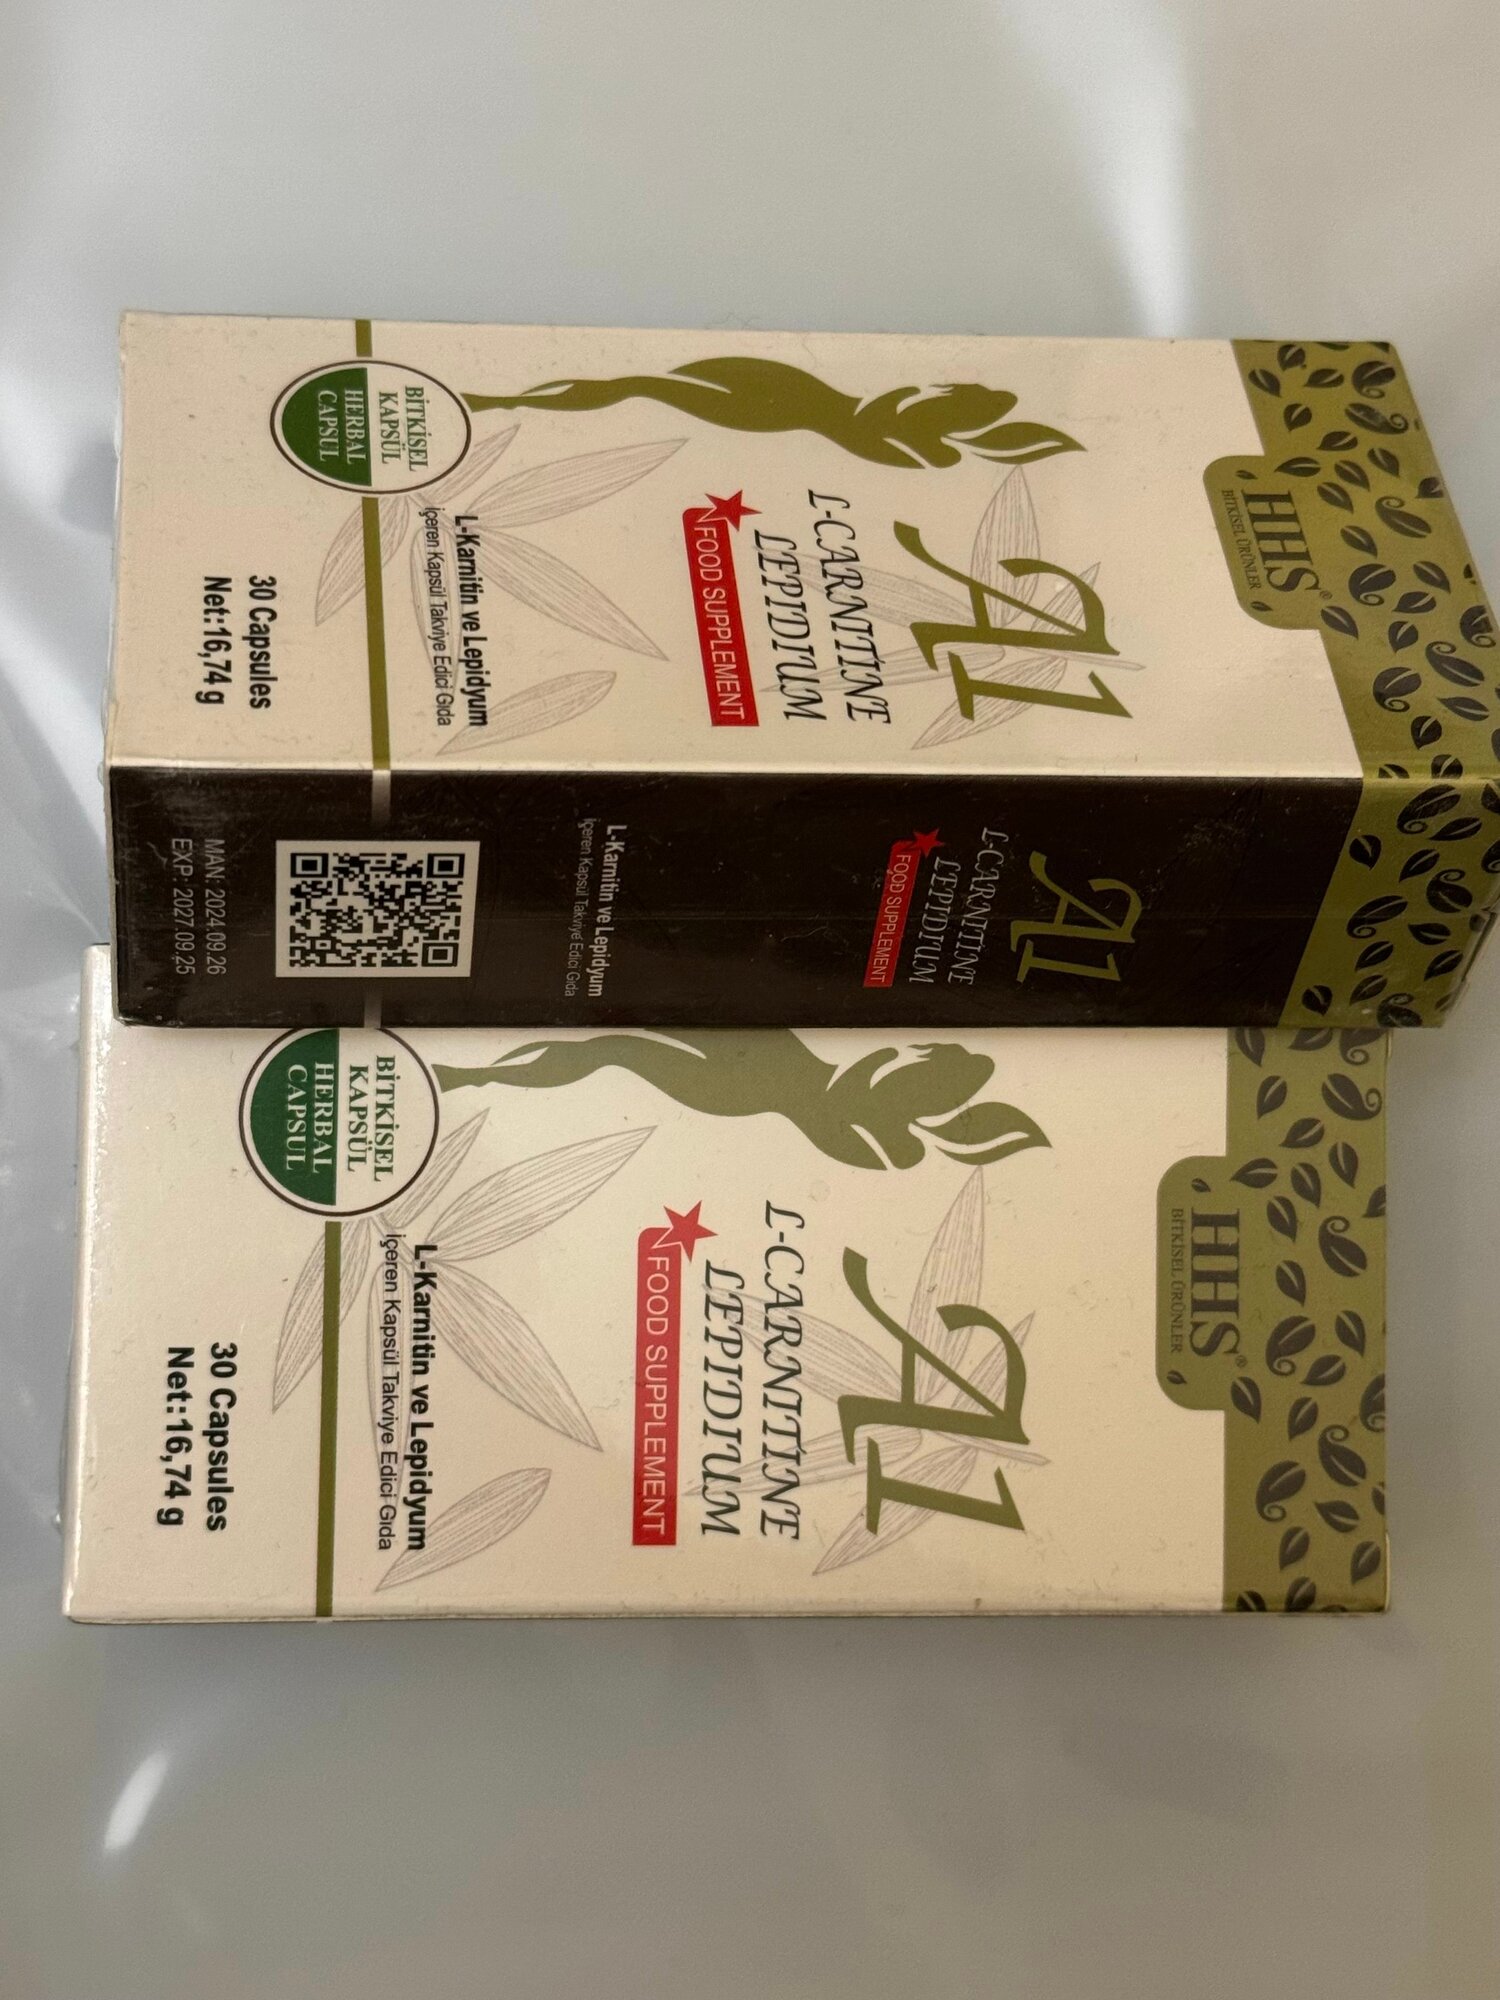 HHS®
BİTKİSEL ÜRÜNLER
A1
L-CARNITINE
LEPIDIUM
FOOD SUPPLEMENT
L-Karnitin ve Lepidyum
İçeren Kapsül Takviye Edici Gıda
BİTKİSEL
KAPSÜL
HERBAL
CAPSUL
30 Capsules
Net:16,74 g
A1
L-CARNITINE
LEPIDIUM
FOOD SUPPLEMENT
L-Karnitin ve Lepidyum
İçeren Kapsül Takviye Edici Gıda
MAN: 2024.09.26
EXP: 2027.09.25
HHS®
BİTKİSEL ÜRÜNLER
A1
L-CARNITINE
LEPIDIUM
FOOD SUPPLEMENT
L-Karnitin ve Lepidyum
İçeren Kapsül Takviye Edici Gıda
BİTKİSEL
KAPSÜL
HERBAL
CAPSUL
30 Capsules
Net:16,74 g